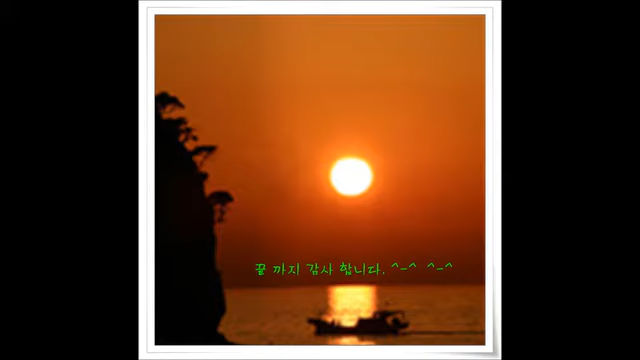 끝 까지 감사 합니다. ^-^ ^-^